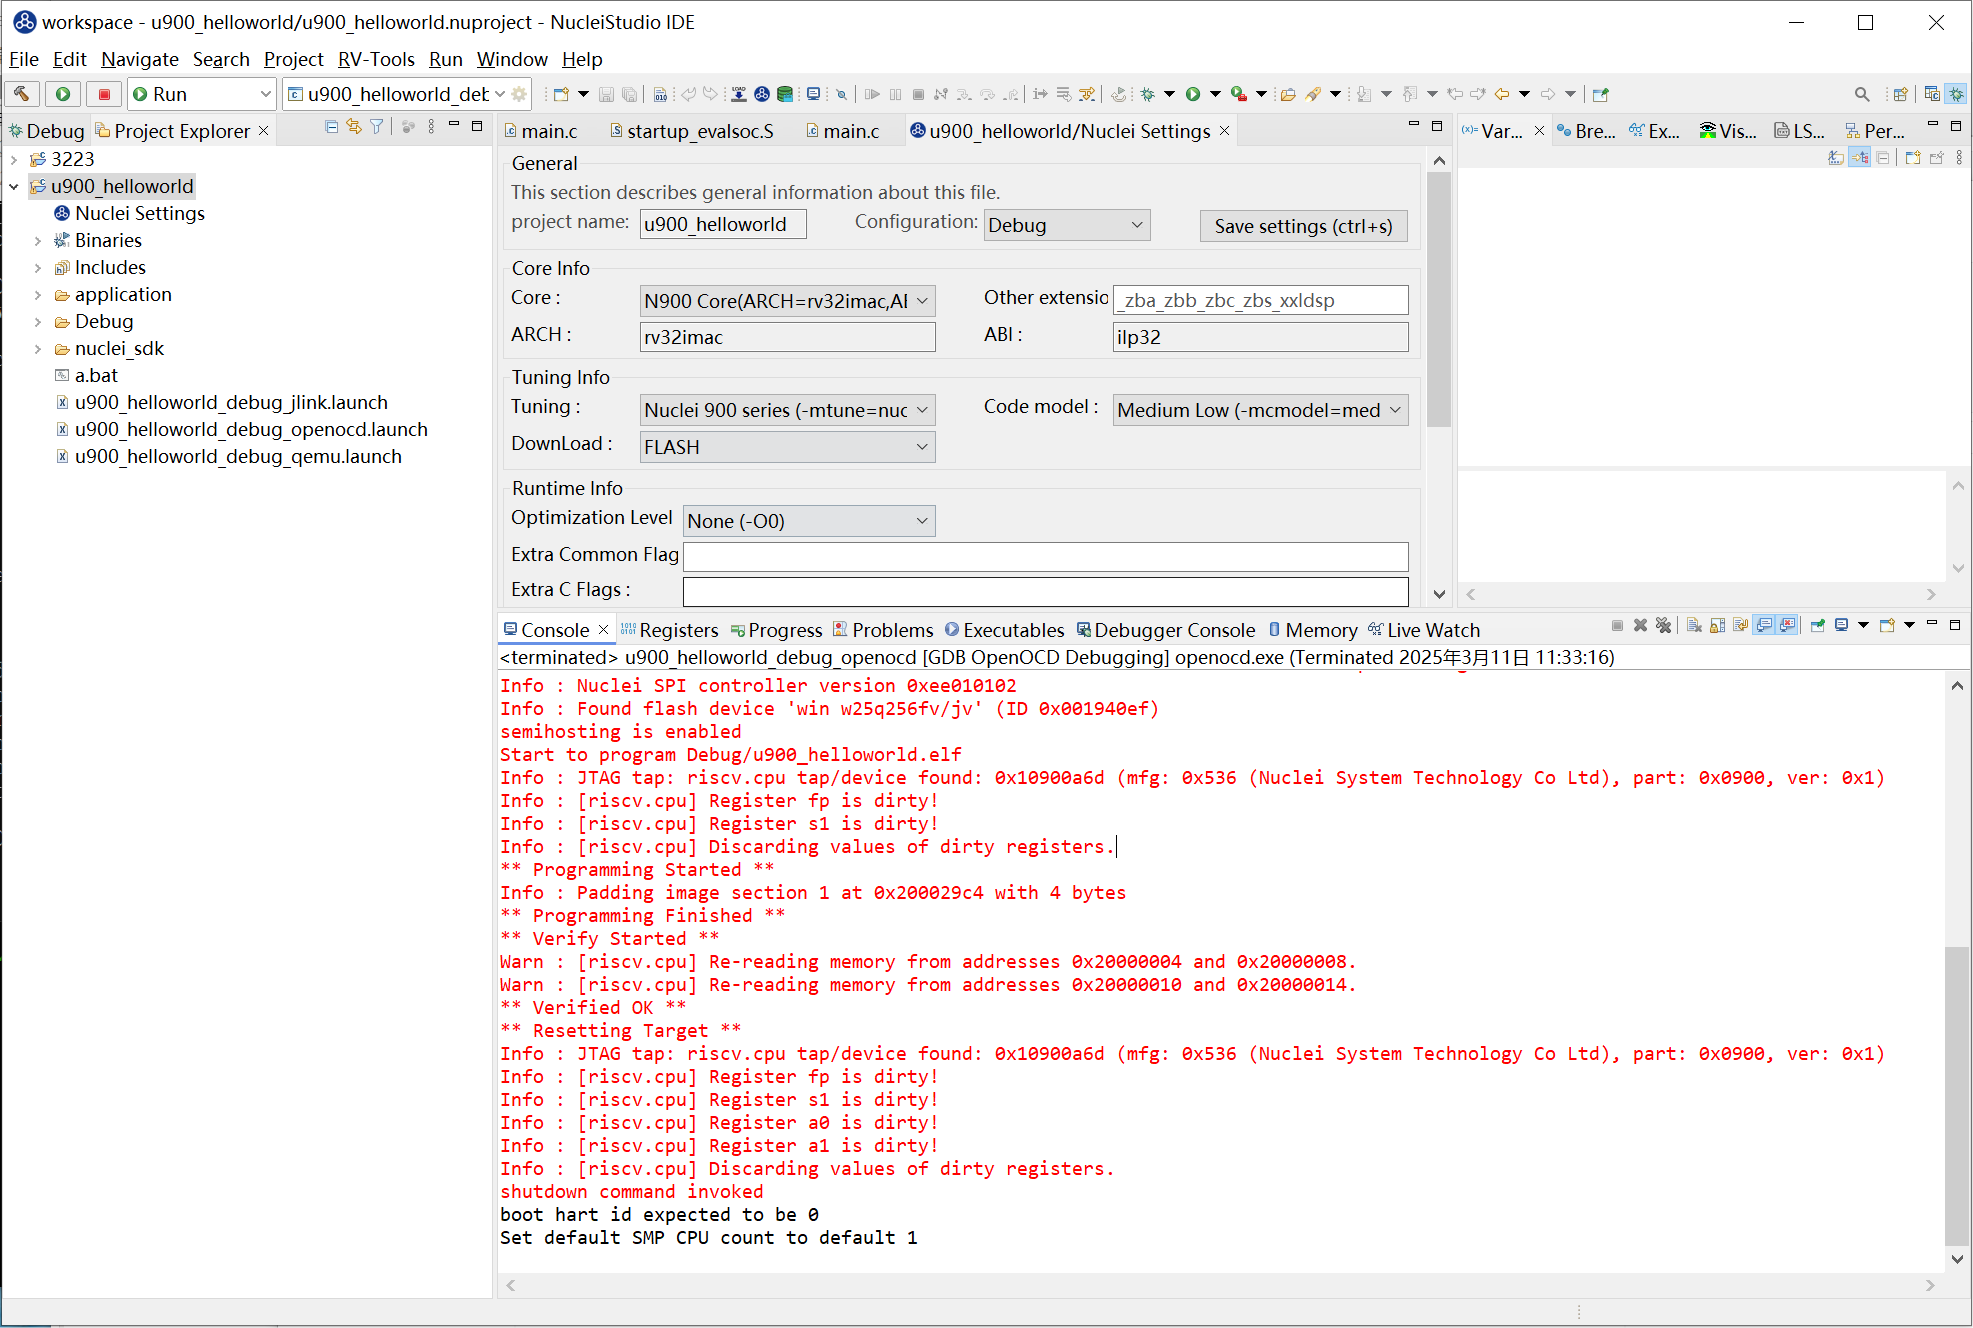 workspace - u900_helloworld/u900_helloworld.nuproject - NucleiStudio IDE
File Edit Navigate Search Project RV-Tools Run Window Help
Run
u900_helloworld_deb
Debug
Project Explorer
3223
u900_helloworld
Nuclei Settings
Binaries
Includes
application
Debug
nuclei_sdk
a.bat
u900_helloworld_debug_jlink.launch
u900_helloworld_debug_openocd.launch
u900_helloworld_debug_qemu.launch
main.c
startup_evalsoc.S
main.c
u900_helloworld/Nuclei Settings
General
This section describes general information about this file.
project name: u900_helloworld Configuration: Debug Save settings (ctrl+s)
Core Info
Core : N900 Core(ARCH=rv32imac,AI Other extensio _zba_zbb_zbc_zbs_xxldsp
ARCH : rv32imac ABI : ilp32
Tuning Info
Tuning : Nuclei 900 series (-mtune=nuc Code model : Medium Low (-mcmodel=med
DownLoad : FLASH
Runtime Info
Optimization Level None (-O0)
Extra Common Flag
Extra C Flags :
(x)= Var... Bre... Ex... Vis... LS... Per...
Console Registers Progress Problems Executables Debugger Console Memory Live Watch
<terminated> u900_helloworld_debug_openocd [GDB OpenOCD Debugging] openocd.exe (Terminated 2025年3月11日 11:33:16)
Info : Nuclei SPI controller version 0xee010102
Info : Found flash device 'win w25q256fv/jv' (ID 0x001940ef)
semihosting is enabled
Start to program Debug/u900_helloworld.elf
Info : JTAG tap: riscv.cpu tap/device found: 0x10900a6d (mfg: 0x536 (Nuclei System Technology Co Ltd), part: 0x0900, ver: 0x1)
Info : [riscv.cpu] Register fp is dirty!
Info : [riscv.cpu] Register s1 is dirty!
Info : [riscv.cpu] Discarding values of dirty registers.
** Programming Started **
Info : Padding image section 1 at 0x200029c4 with 4 bytes
** Programming Finished **
** Verify Started **
Warn : [riscv.cpu] Re-reading memory from addresses 0x20000004 and 0x20000008.
Warn : [riscv.cpu] Re-reading memory from addresses 0x20000010 and 0x20000014.
** Verified OK **
** Resetting Target **
Info : JTAG tap: riscv.cpu tap/device found: 0x10900a6d (mfg: 0x536 (Nuclei System Technology Co Ltd), part: 0x0900, ver: 0x1)
Info : [riscv.cpu] Register fp is dirty!
Info : [riscv.cpu] Register s1 is dirty!
Info : [riscv.cpu] Register a0 is dirty!
Info : [riscv.cpu] Register a1 is dirty!
Info : [riscv.cpu] Discarding values of dirty registers.
shutdown command invoked
boot hart id expected to be 0
Set default SMP CPU count to default 1